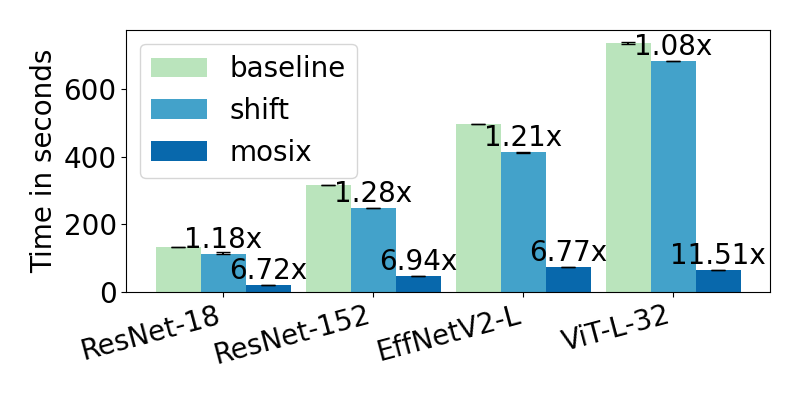 Time in seconds
600
400
200
0
baseline
shift
mosix
1.18x
6.72x
1.28x
6.94x
1.21x
6.77x
1.08x
11.51x
ResNet-18
ResNet-152
EffNetV2-L
ViT-L-32